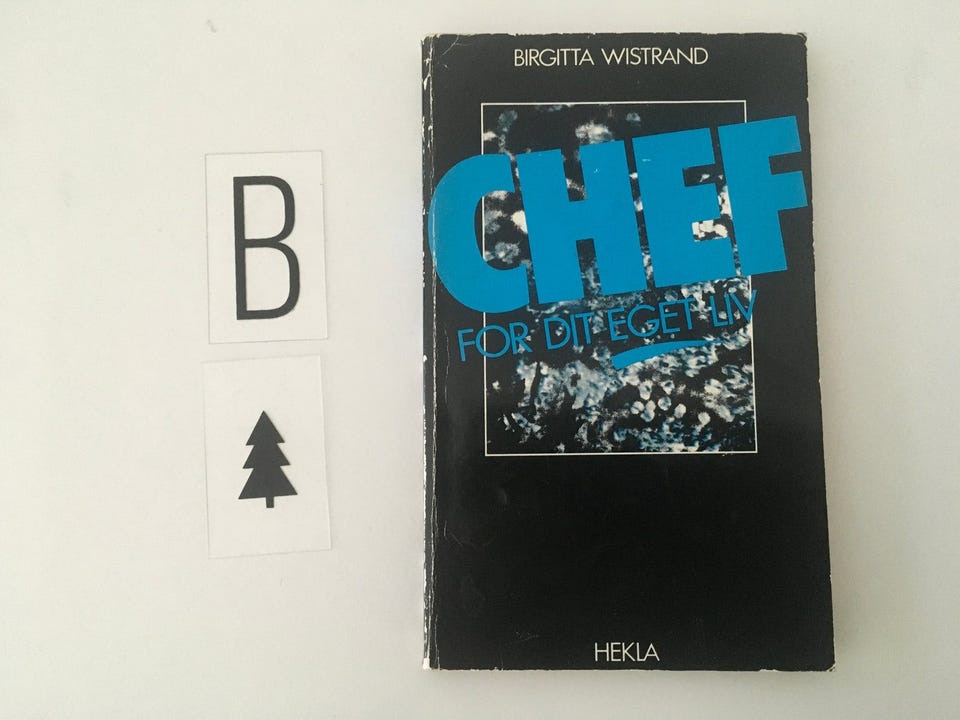 B
BIRGITTA WISTRAND
CHEF
FOR DIT EGET LIV
HEKLA